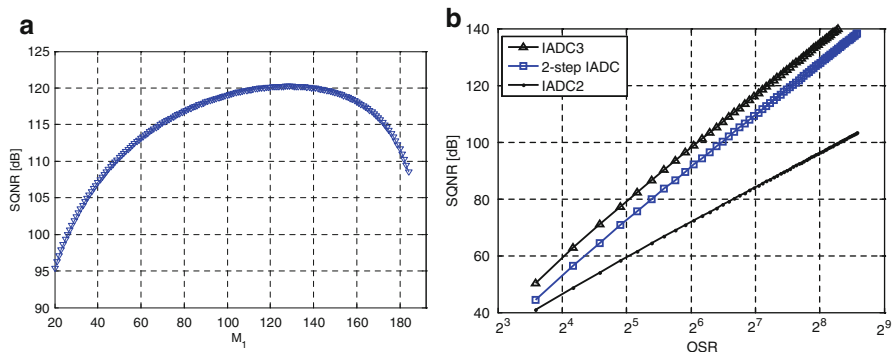 a
125
120
115
110
105
100
95
90
SQNR [dB]
20 40 60 80 100 120 140 160 180
M1
b
140
120
100
80
60
40
SQNR [dB]
IADC3
2-step IADC
IADC2
2^3 2^4 2^5 2^6 2^7 2^8 2^9
OSR